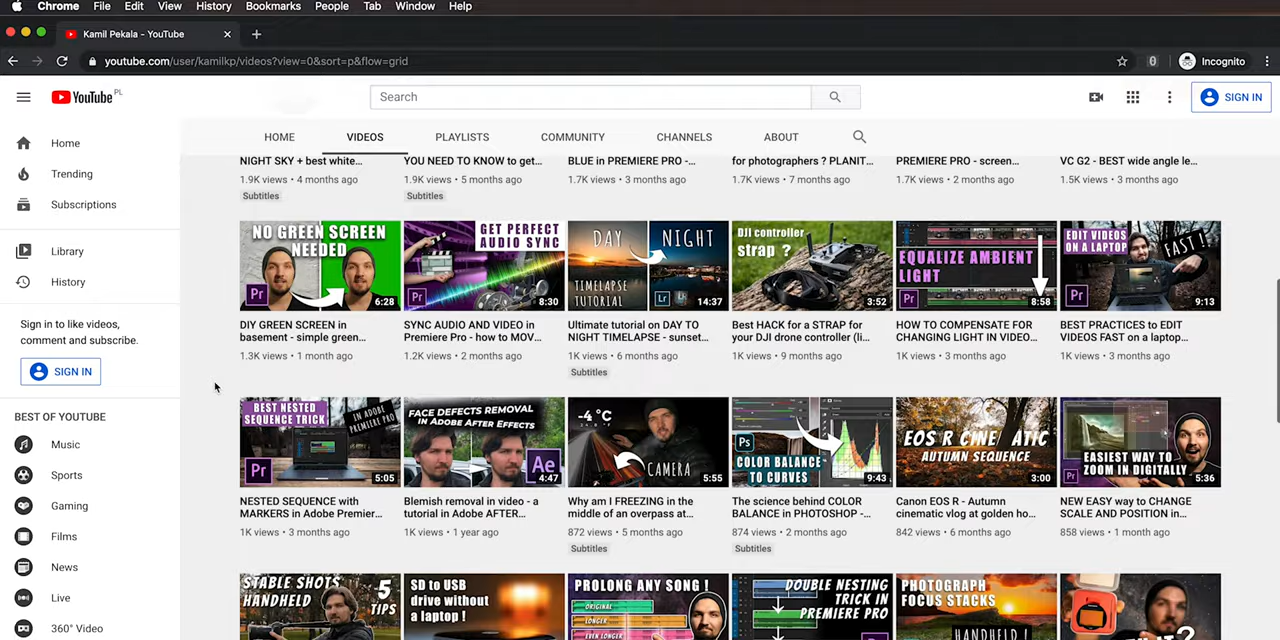 Chrome File Edit View History Bookmarks People Tab Window Help
Kamil Pekala - YouTube
youtube.com/user/kamilkp/videos?view=0&sort=p&flow=grid
Incognito
YouTube PL
Search
SIGN IN
HOME VIDEOS PLAYLISTS COMMUNITY CHANNELS ABOUT
Home
Trending
Subscriptions
Library
History
Sign in to like videos,
comment and subscribe.
SIGN IN
BEST OF YOUTUBE
Music
Sports
Gaming
Films
News
Live
360° Video
NIGHT SKY + best white...
1.9K views • 4 months ago
Subtitles
YOU NEED TO KNOW to get...
1.9K views • 5 months ago
Subtitles
BLUE in PREMIERE PRO -...
1.7K views • 3 months ago
for photographers ? PLANIT...
1.7K views • 7 months ago
PREMIERE PRO - screen...
1.7K views • 2 months ago
VC G2 - BEST wide angle le...
1.5K views • 3 months ago
NO GREEN SCREEN
NEEDED
Pr
6:28
DIY GREEN SCREEN in
basement - simple green...
1.3K views • 1 month ago
GET PERFECT
AUDIO SYNC
Pr
8:30
SYNC AUDIO AND VIDEO in
Premiere Pro - how to MOV...
1.2K views • 2 months ago
DAY NIGHT
TIMELAPSE
TUTORIAL
Lr
14:37
Ultimate tutorial on DAY TO
NIGHT TIMELAPSE - sunset...
1K views • 6 months ago
Subtitles
DJI controller
strap ?
3:52
Best HACK for a STRAP for
your DJI drone controller (li...
1K views • 9 months ago
EQUALIZE AMBIENT
LIGHT
Pr
8:58
HOW TO COMPENSATE FOR
CHANGING LIGHT IN VIDEO...
1K views • 3 months ago
EDIT VIDEOS
ON A LAPTOP
FAST!
Pr
9:13
BEST PRACTICES to EDIT
VIDEOS FAST on a laptop...
1K views • 3 months ago
BEST NESTED
SEQUENCE TRICK
IN ADOBE
PREMIERE PRO
Pr
5:05
NESTED SEQUENCE with
MARKERS in Adobe Premier...
1K views • 3 months ago
FACE DEFECTS REMOVAL
IN ADOBE AFTER EFFECTS
Ae
4:47
Blemish removal in video - a
tutorial in Adobe AFTER...
1K views • 1 year ago
-4 °C
CAMERA
5:55
Why am I FREEZING in the
middle of an overpass at...
872 views • 5 months ago
Subtitles
Ps
COLOR BALANCE
TO CURVES
9:43
The science behind COLOR
BALANCE in PHOTOSHOP -...
874 views • 2 months ago
Subtitles
EOS R CINE ATIC
AUTUMN SEQUENCE
3:00
Canon EOS R - Autumn
cinematic vlog at golden ho...
842 views • 6 months ago
EASIEST WAY TO
ZOOM IN DIGITALLY
Pr
5:36
NEW EASY way to CHANGE
SCALE AND POSITION in...
858 views • 1 month ago
STABLE SHOTS
HANDHELD
5
TIPS
SD to USB
drive without
a laptop !
PROLONG ANY SONG !
ORIGINAL
LONGER
EVEN LONGER
DOUBLE NESTING
TRICK IN
PREMIERE PRO
PHOTOGRAPH
FOCUS STACKS
HANDHELD !